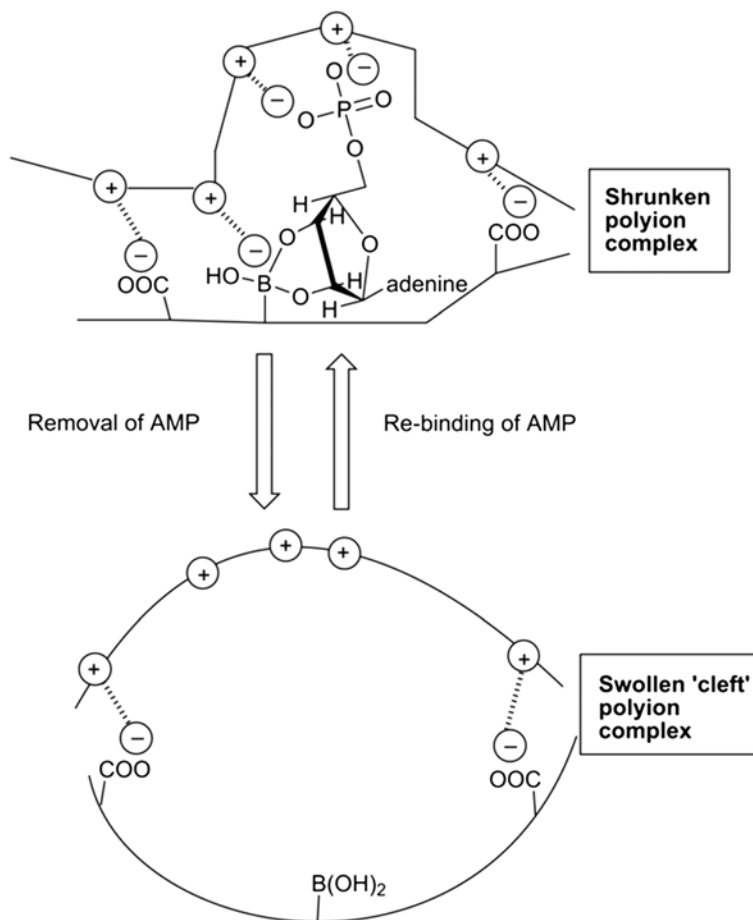 +
−
+
−
O
P
O
O
O
+
−
+
+
−
−
H
H
Shrunken
polyion
complex
O
O
COO
OOC
HO
B
O
H
H
adenine
Removal of AMP
Re-binding of AMP
+
+
+
+
+
−
−
COO
OOC
Swollen 'cleft'
polyion
complex
B(OH)₂